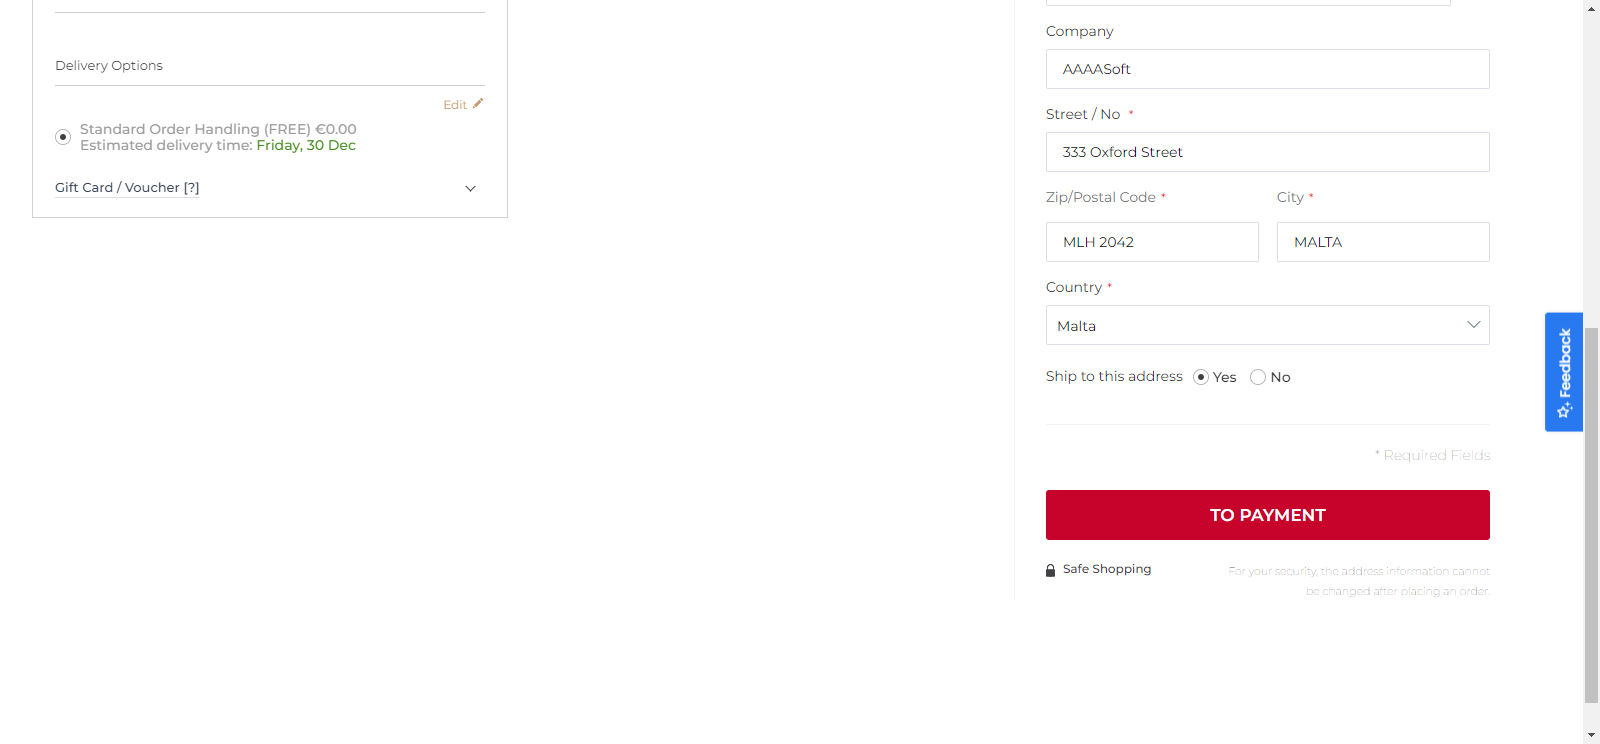 Delivery Options
Edit
Standard Order Handling (FREE) €0.00
Estimated delivery time: Friday, 30 Dec
Gift Card / Voucher [?]
Company
AAAASoft
Street / No *
333 Oxford Street
Zip/Postal Code * City *
MLH 2042 MALTA
Country *
Malta
Ship to this address Yes No
* Required Fields
TO PAYMENT
Safe Shopping
For your security, the address information cannot
be changed after placing an order.
Feedback